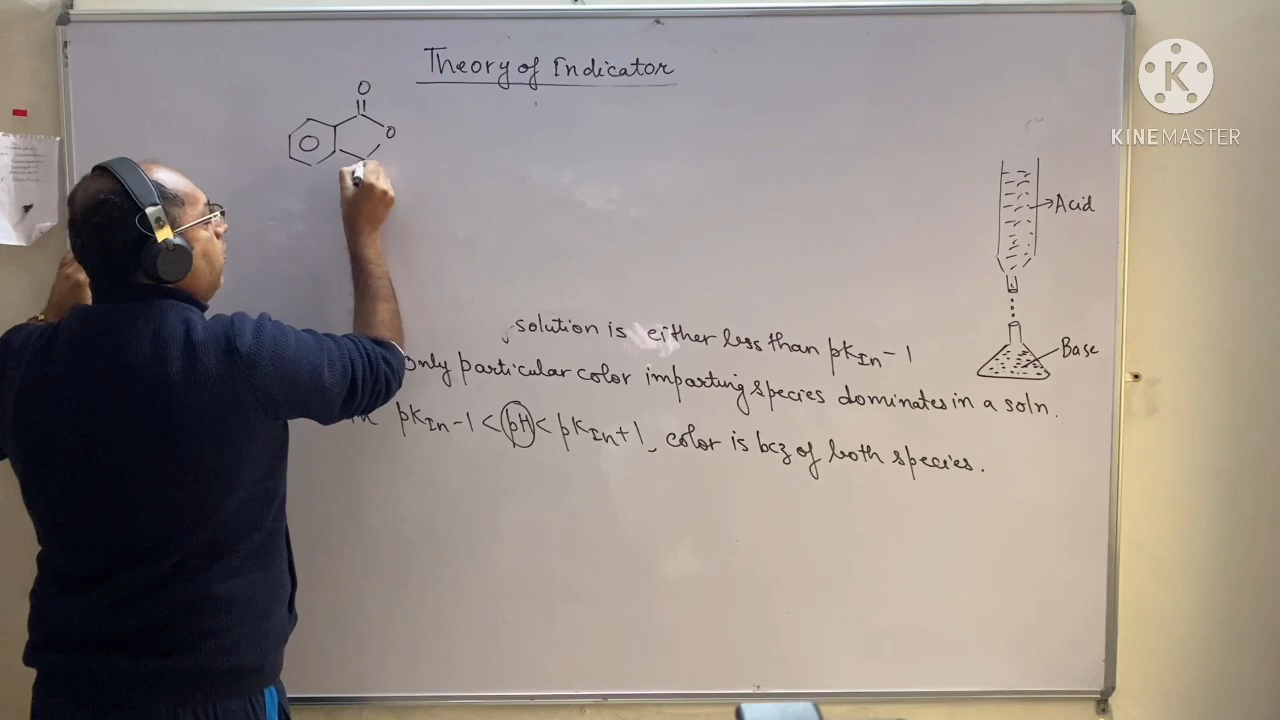 Theory of Indicator
O
O
K
KINEMASTER
Acid
Base
solution is either less than pKIn-1
only particular color imparting species dominates in a soln.
pKIn-1 < pH < pKIn+1, color is bcz of both species.